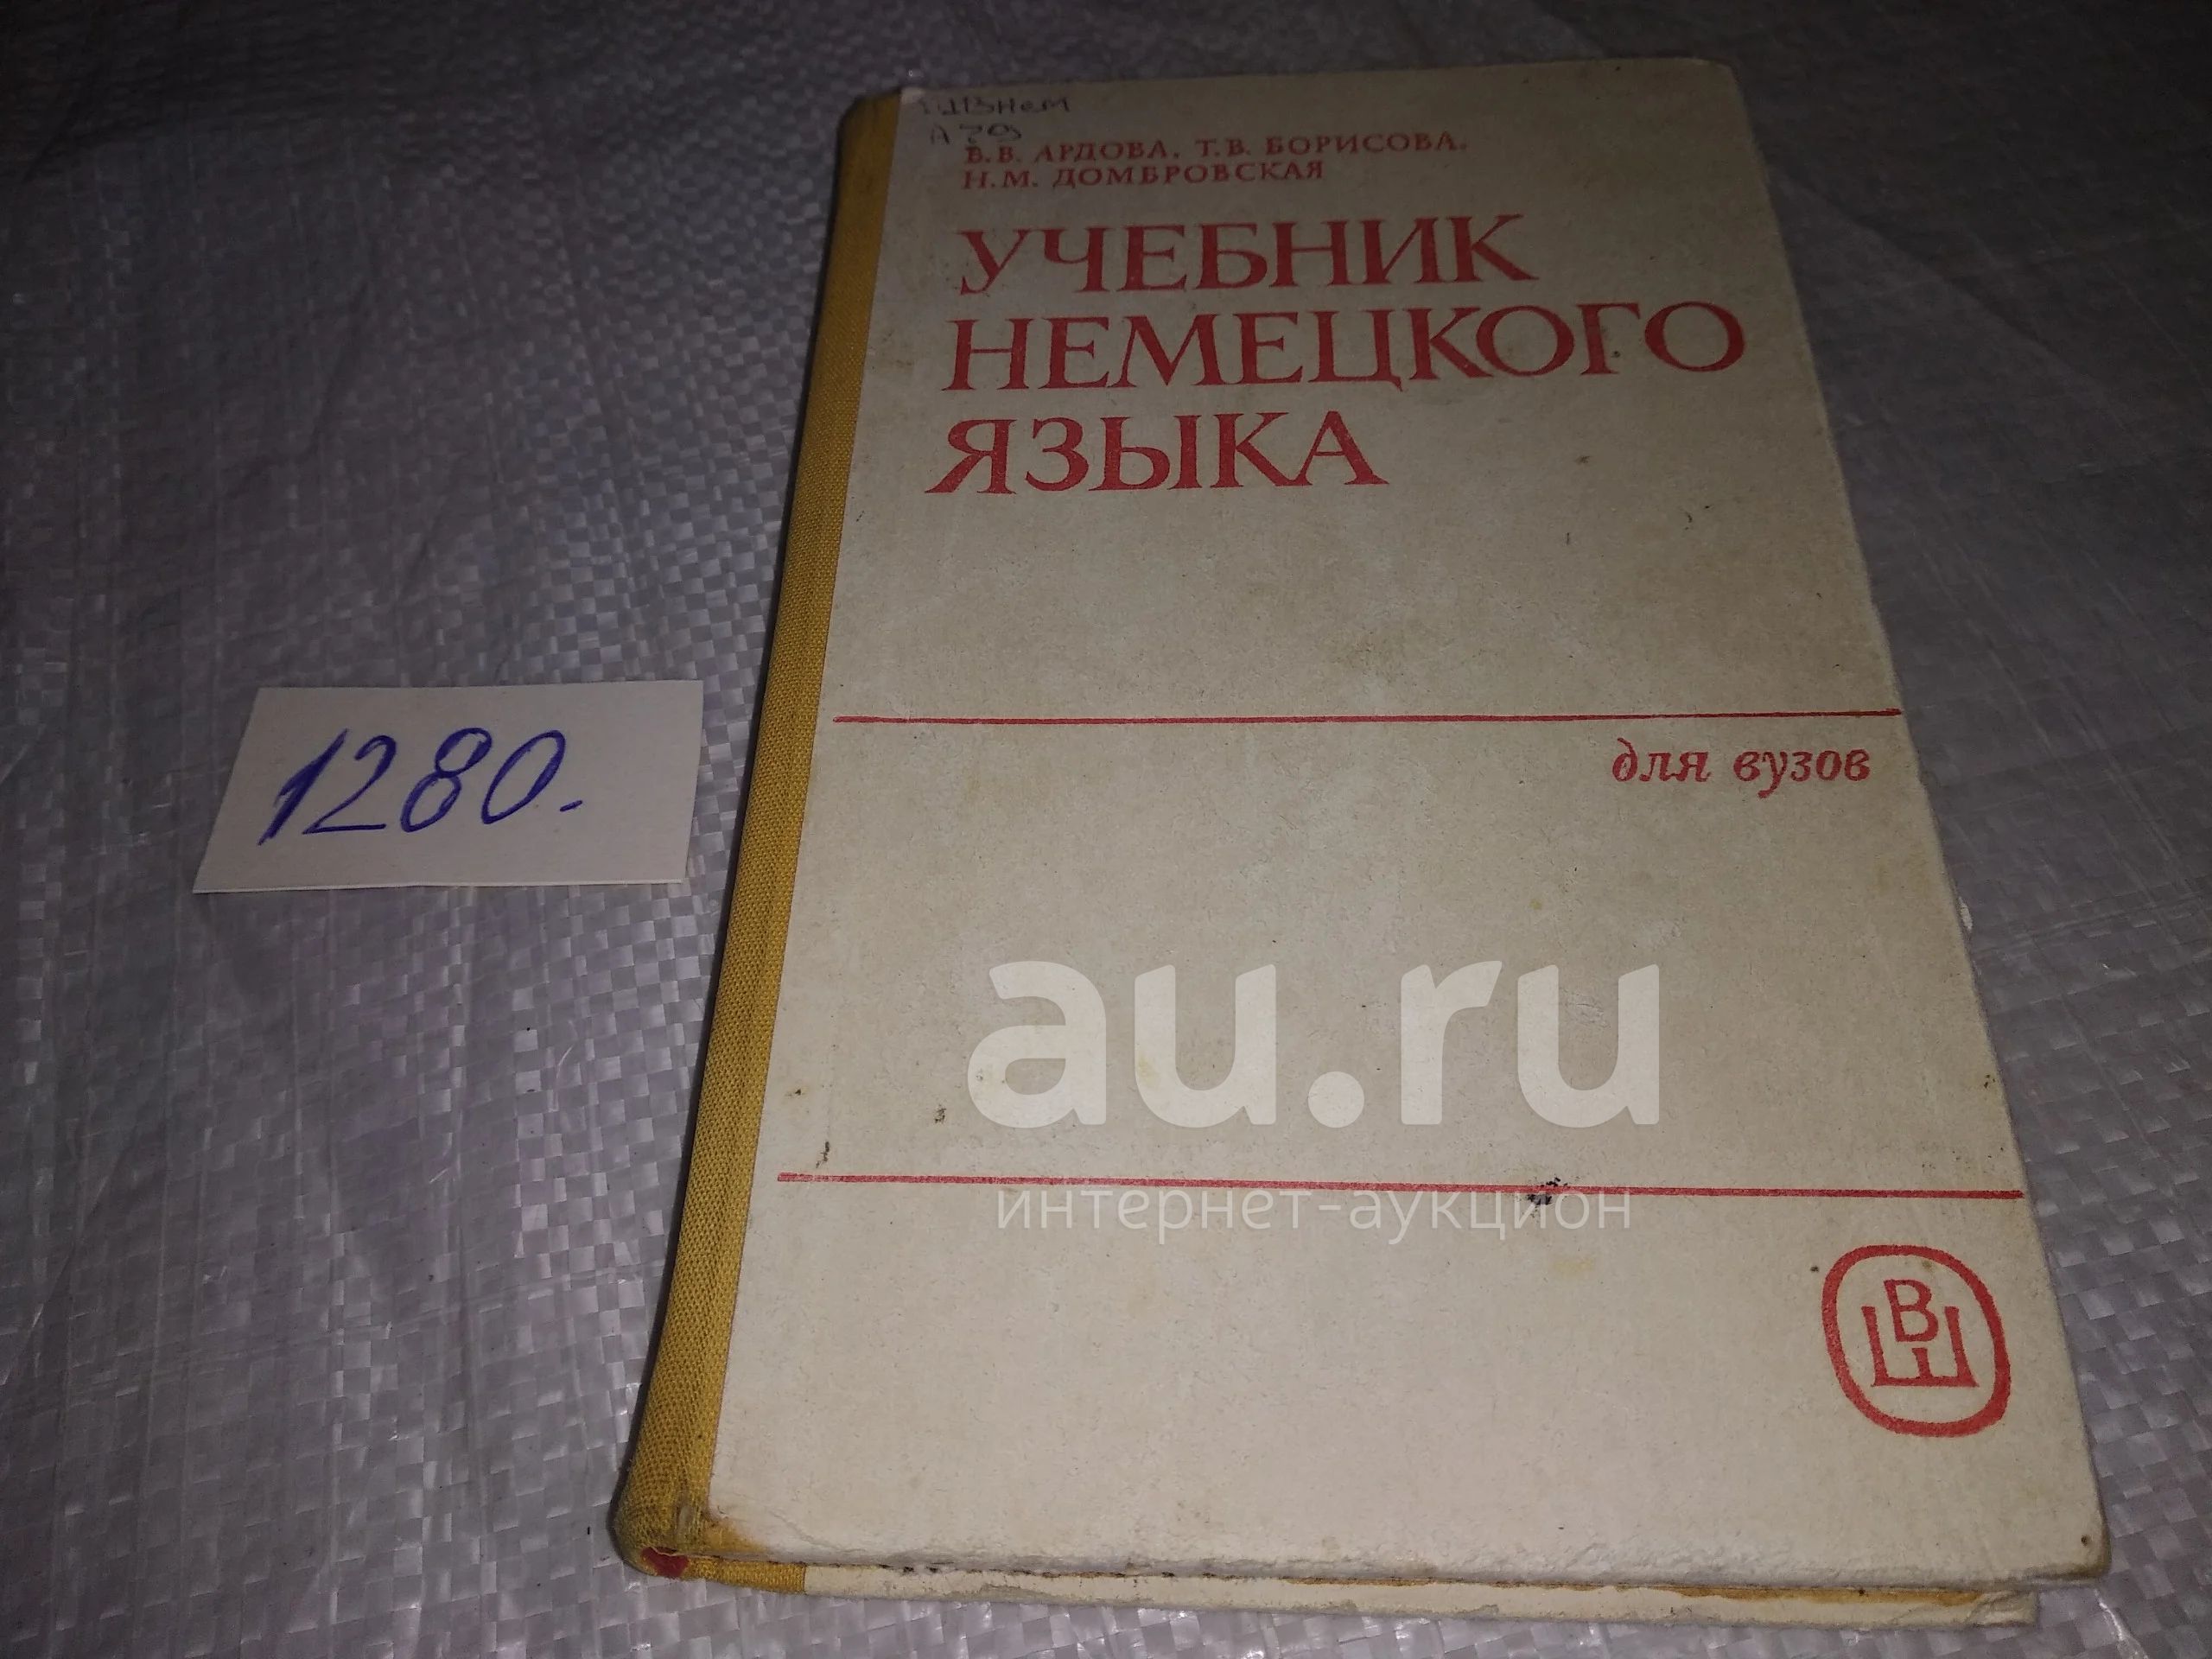 В.В. АРДОВА, Т.В. БОРИСОВА,
Н.М. ДОМБРОВСКАЯ
УЧЕБНИК
НЕМЕЦКОГО
ЯЗЫКА
для вузов
1280.
au.ru
интернет-аукцион
ВШ